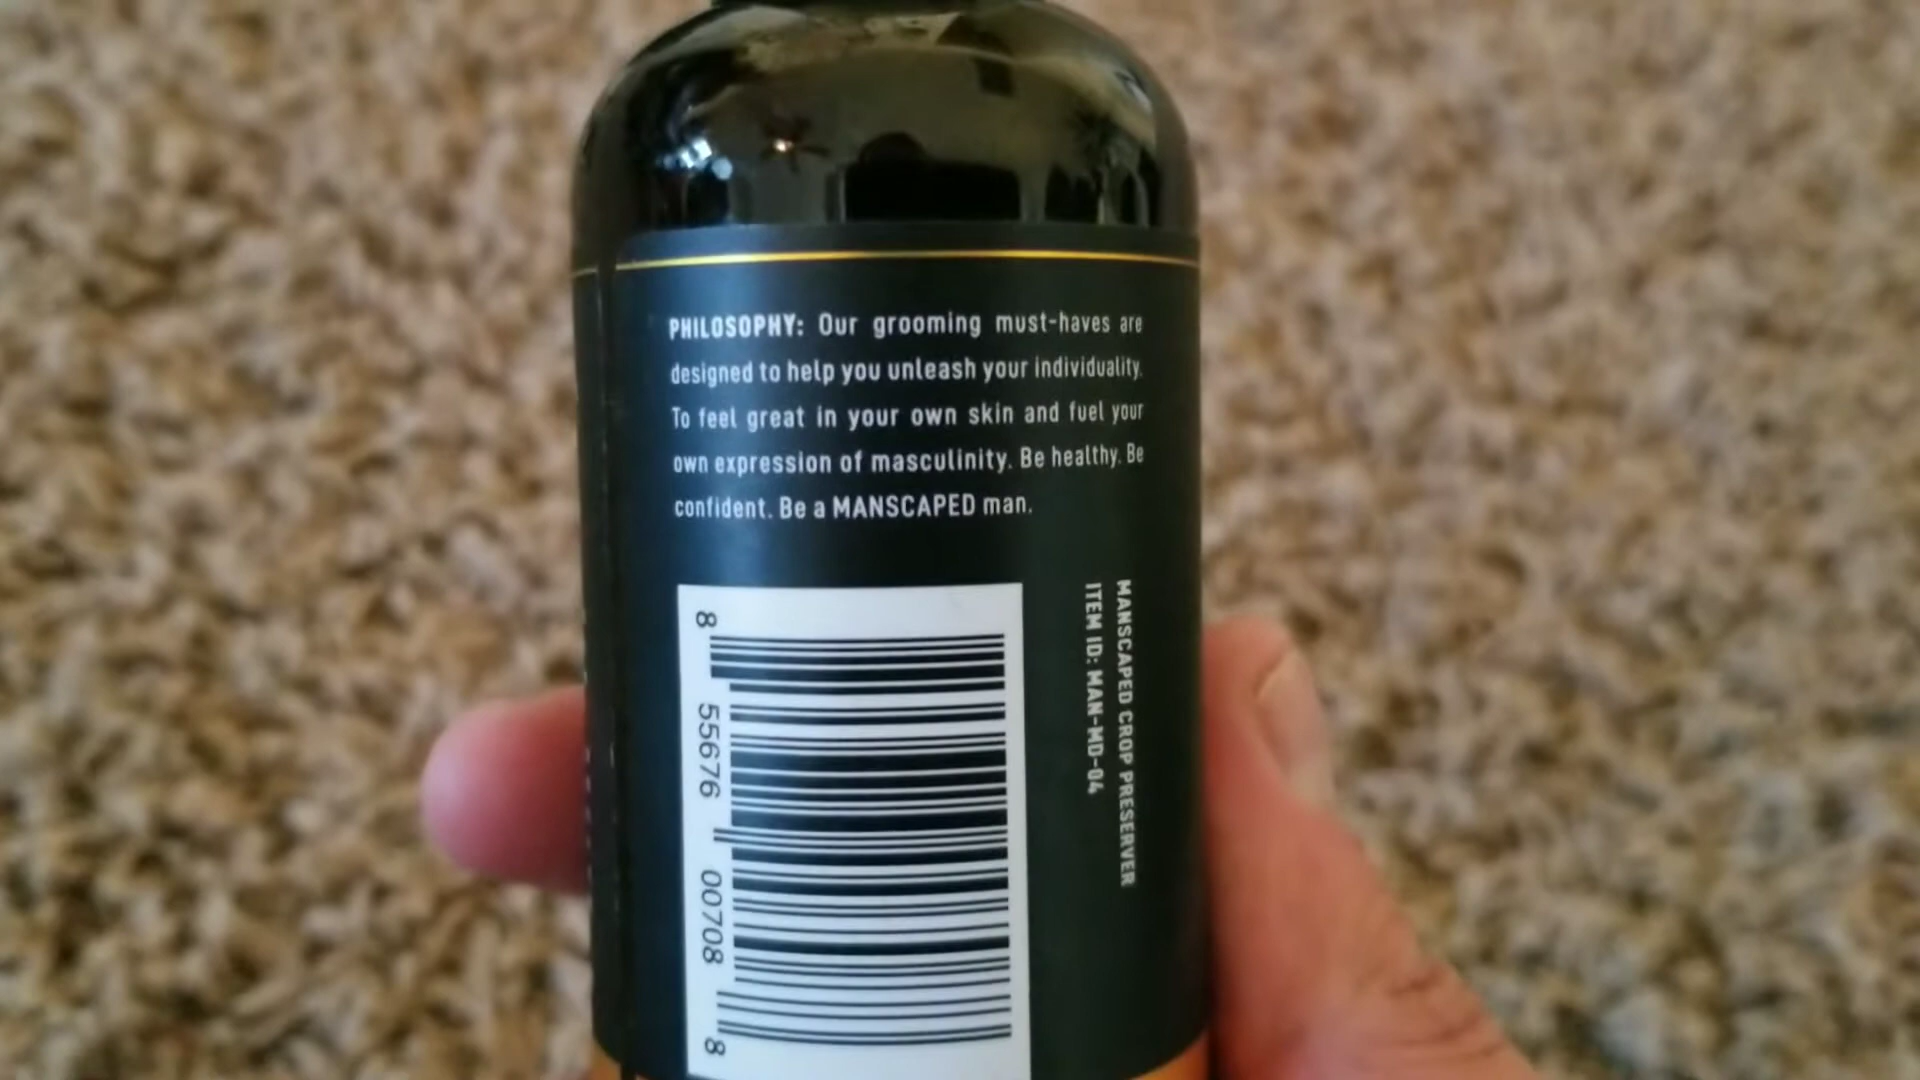 PHILOSOPHY: Our grooming must-haves are
designed to help you unleash your individuality.
To feel great in your own skin and fuel your
own expression of masculinity. Be healthy. Be
confident. Be a MANSCAPED man.
MANSCAPED CROP PRESERVER
ITEM ID: MAN-MD-04
8 55676 00708 8